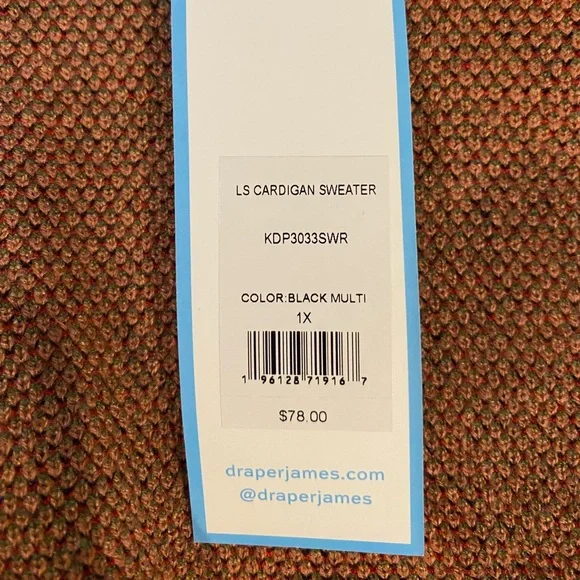 LS CARDIGAN SWEATER
KDP3033SWR
COLOR:BLACK MULTI
1X
1 96128 71916 7
$78.00
draperjames.com
@draperjames